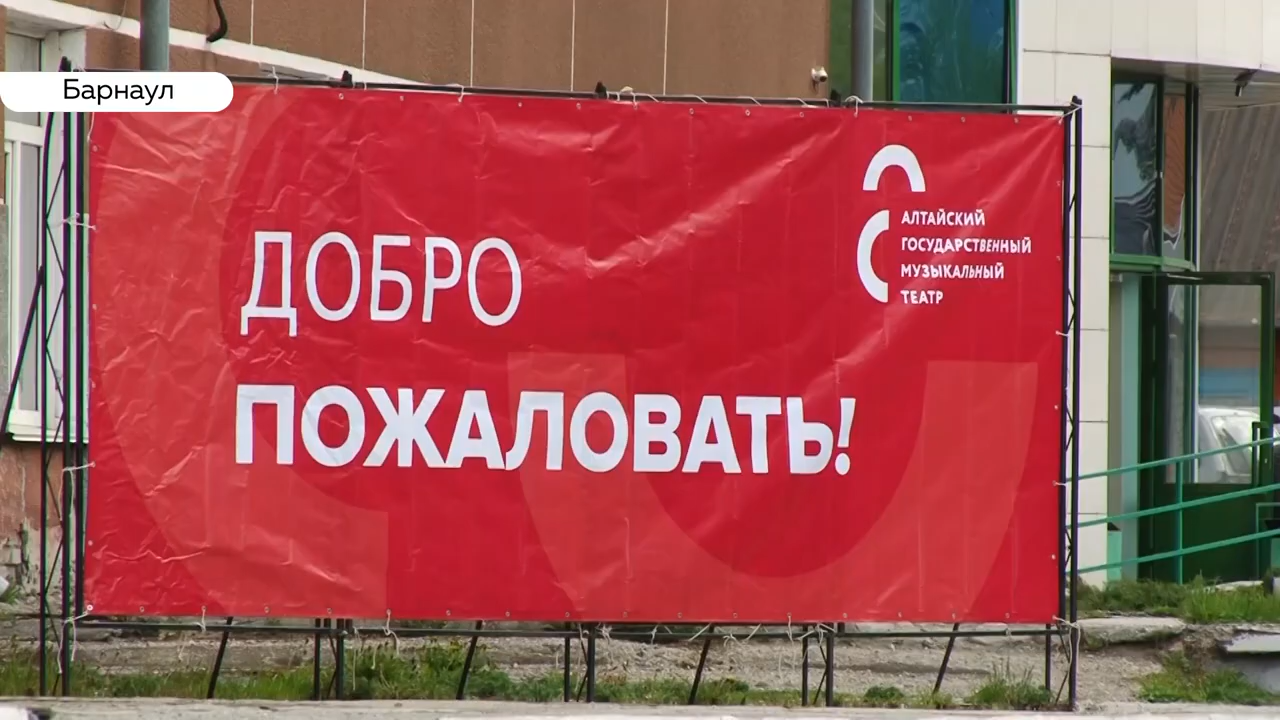 Барнаул
ДОБРО
ПОЖАЛОВАТЬ!
АЛТАЙСКИЙ
ГОСУДАРСТВЕННЫЙ
МУЗЫКАЛЬНЫЙ
ТЕАТР